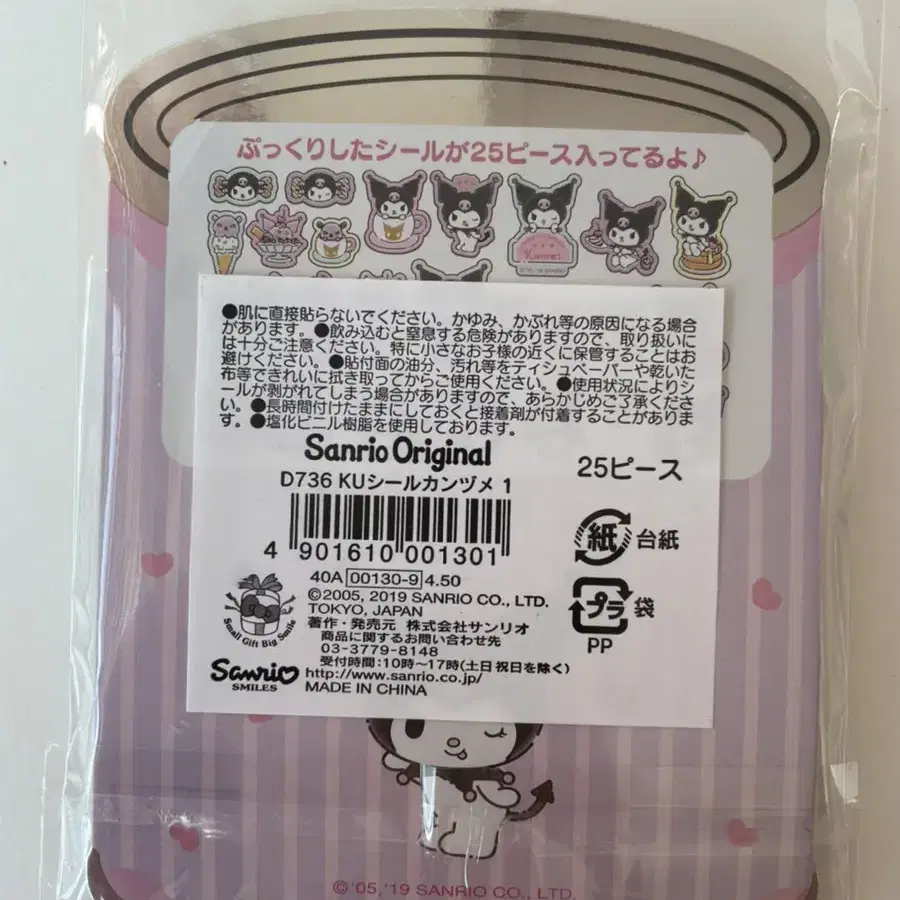 ぷっくりしたシールが25ピース入ってるよ♪
Kuromi
©'05,'19 SANRIO
●肌に直接貼らないでください。かゆみ、かぶれ等の原因になる場合
があります。●飲み込むと窒息する危険がありますので、取り扱いに
は十分ご注意ください。特に小さなお子様の近くに保管することはお
避けください。●貼付面の油分、汚れ等をティシュペーパーや乾いた
布等できれいに拭き取ってからご使用ください。●使用状況によりシ
ールが剥がれてしまう場合がありますので、あらかじめご了承くださ
い。●長時間付けたままにしておくと接着剤が付着することがありま
す。●塩化ビニル樹脂を使用しております。
Sanrio Original
25ピース
D736 KUシールカンヅメ 1
4 901610 001301
紙 台紙
40A 00130-9 4.50
プラ 袋
PP
©2005, 2019 SANRIO CO., LTD.
TOKYO, JAPAN
著作・発売元 株式会社サンリオ
商品に関するお問い合わせ先
03-3779-8148
受付時間:10時〜17時(土日祝日を除く)
Small Gift Big Smile
Sanrio
SMILES
http://www.sanrio.co.jp/
MADE IN CHINA
©'05,'19 SANRIO CO., LTD.